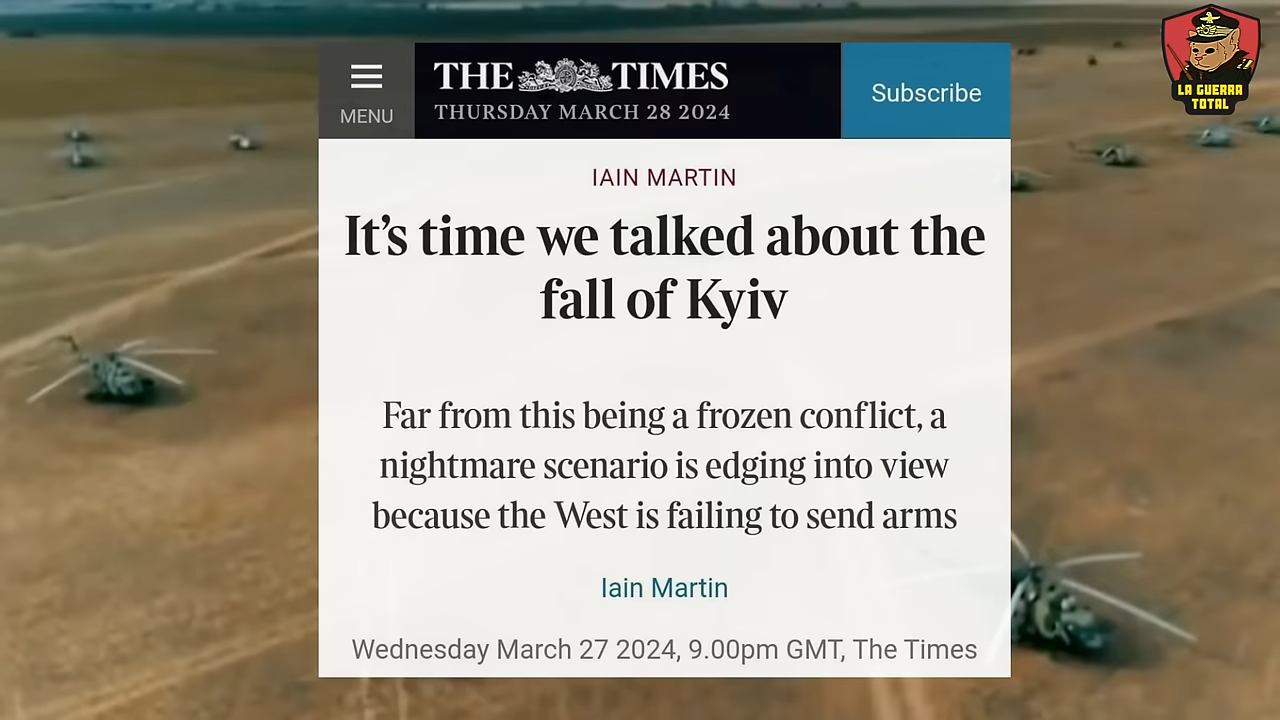 THE TIMES
THURSDAY MARCH 28 2024
MENU
Subscribe
LA GUERRA
TOTAL
IAIN MARTIN
It's time we talked about the
fall of Kyiv
Far from this being a frozen conflict, a
nightmare scenario is edging into view
because the West is failing to send arms
Iain Martin
Wednesday March 27 2024, 9.00pm GMT, The Times